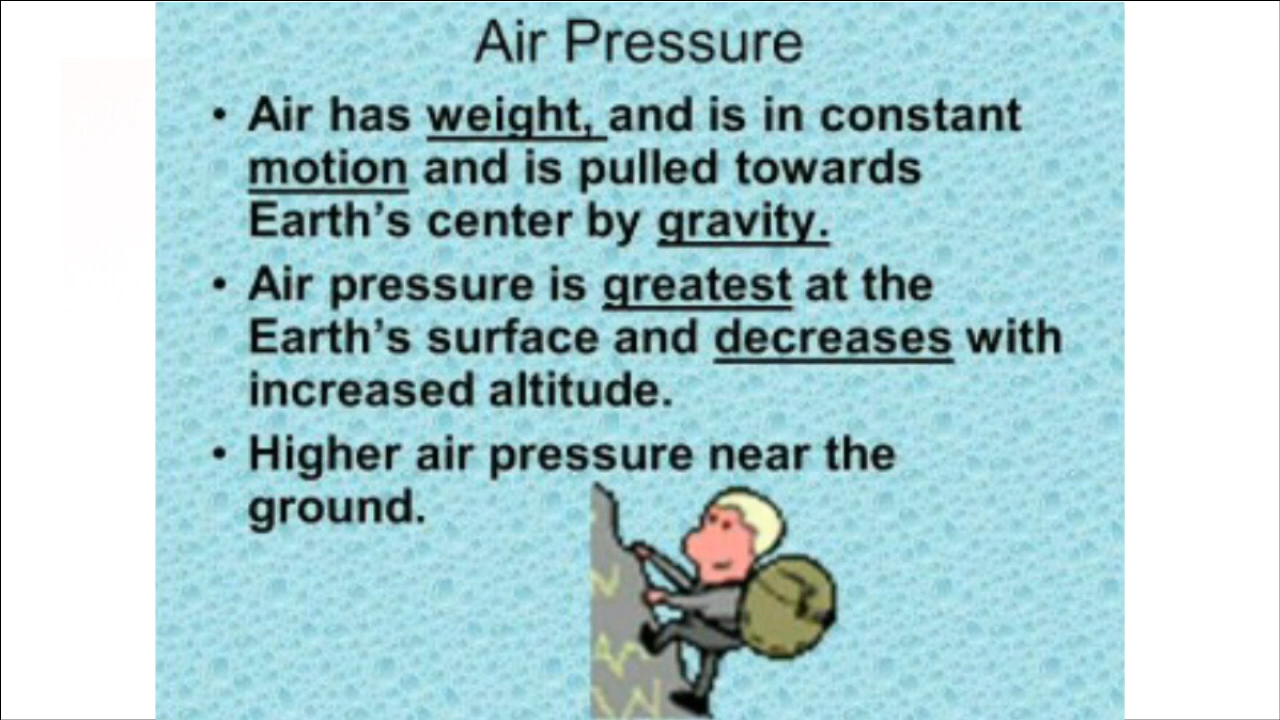 Air Pressure
• Air has weight, and is in constant
motion and is pulled towards
Earth’s center by gravity.
• Air pressure is greatest at the
Earth’s surface and decreases with
increased altitude.
• Higher air pressure near the
ground.